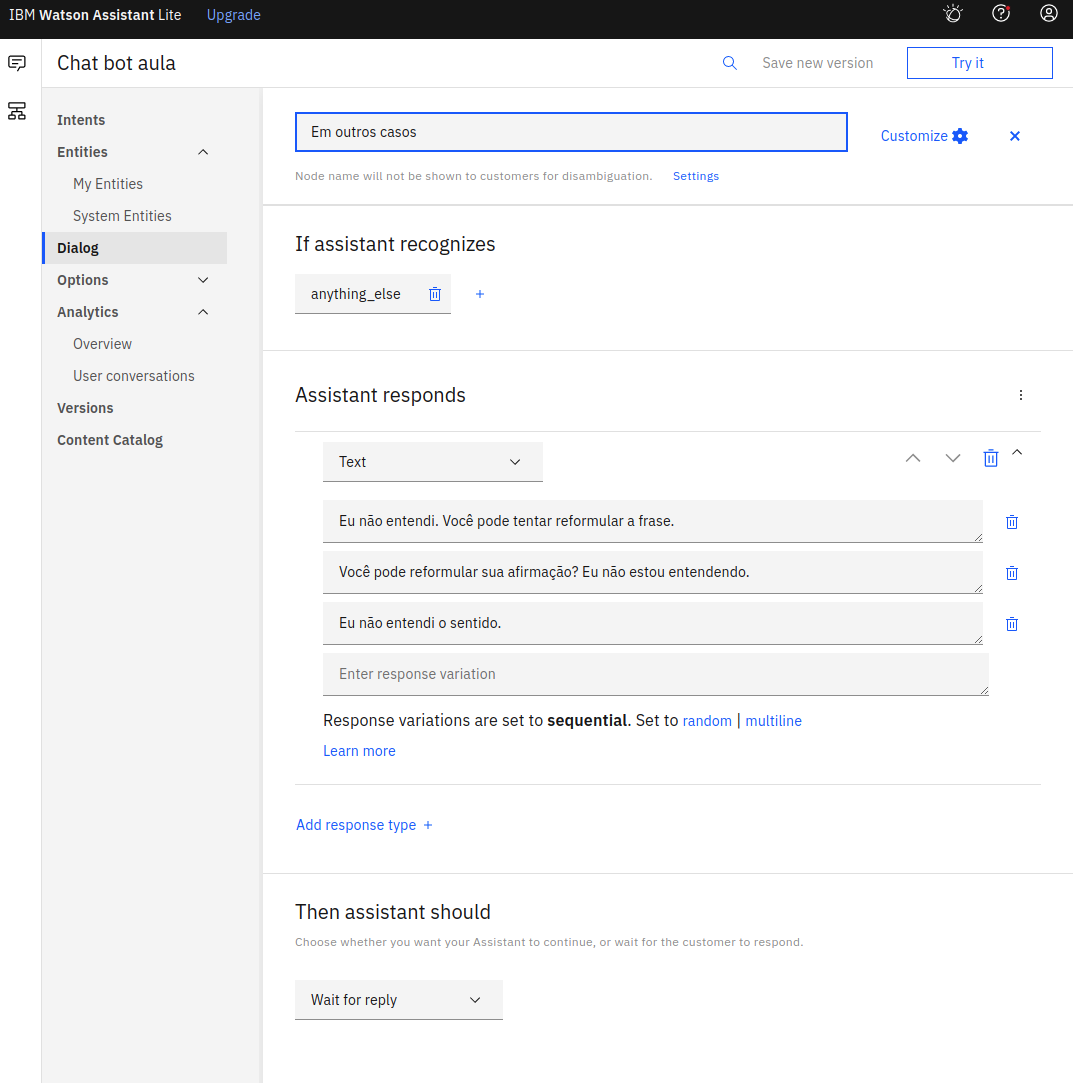 IBM Watson Assistant Lite Upgrade
Chat bot aula
Save new version
Try it
Intents
Entities
My Entities
System Entities
Dialog
Options
Analytics
Overview
User conversations
Versions
Content Catalog
Em outros casos
Customize
Node name will not be shown to customers for disambiguation. Settings
If assistant recognizes
anything_else
Assistant responds
Text
Eu não entendi. Você pode tentar reformular a frase.
Você pode reformular sua afirmação? Eu não estou entendendo.
Eu não entendi o sentido.
Enter response variation
Response variations are set to sequential. Set to random | multiline
Learn more
Add response type +
Then assistant should
Choose whether you want your Assistant to continue, or wait for the customer to respond.
Wait for reply